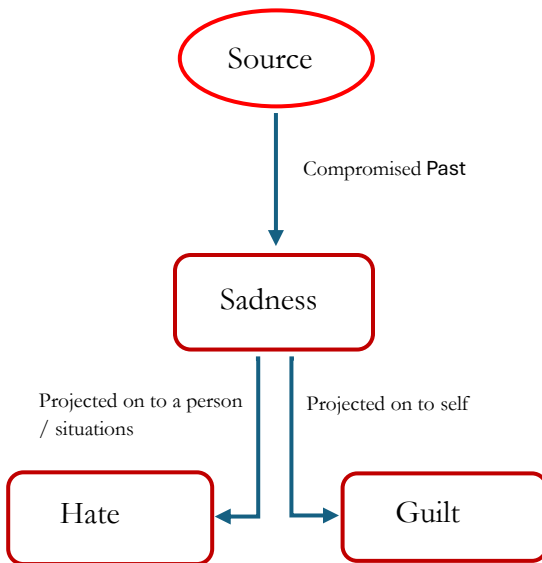 Source
Compromised Past
Sadness
Projected on to a person
/ situations
Projected on to self
Hate
Guilt